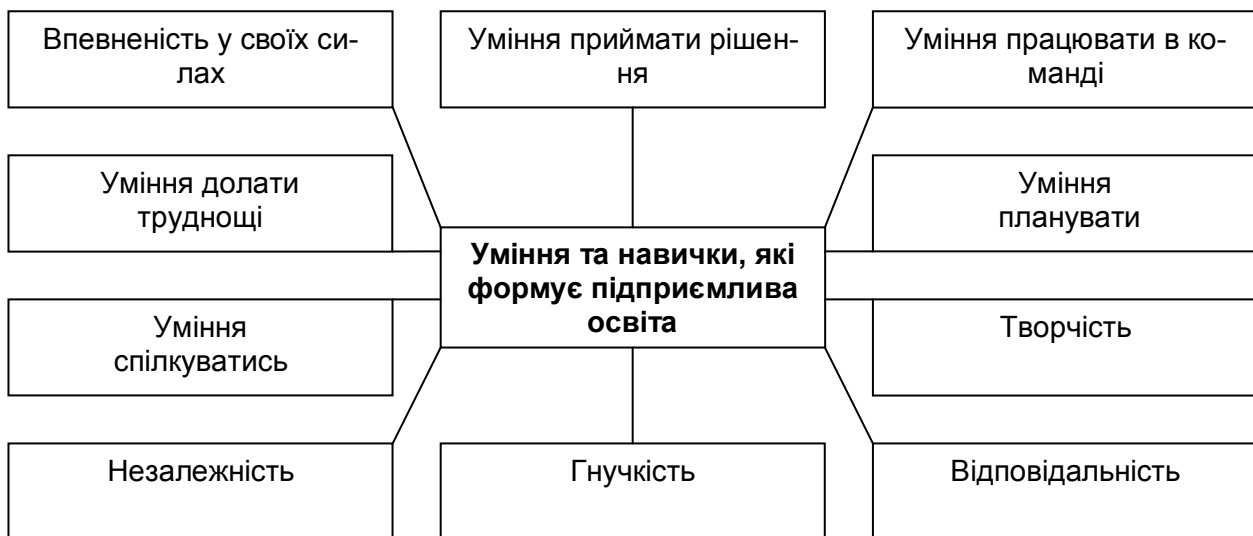 Впевненість у своїх си-
лах
Уміння приймати рішен-
ня
Уміння працювати в ко-
манді
Уміння долати
труднощі
Уміння
планувати
Уміння та навички, які
формує підприємлива
освіта
Уміння
спілкуватись
Творчість
Незалежність
Гнучкість
Відповідальність